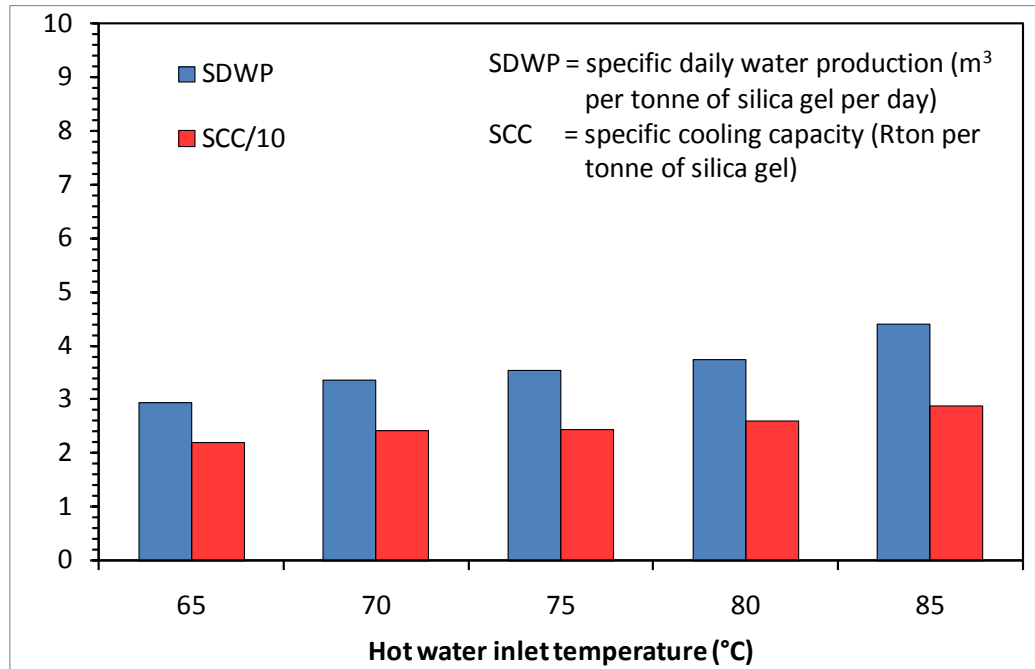 10
9
8
7
6
5
4
3
2
1
0
SDWP
SCC/10
SDWP = specific daily water production (m³
per tonne of silica gel per day)
SCC = specific cooling capacity (Rton per
tonne of silica gel)
65 70 75 80 85
Hot water inlet temperature (°C)